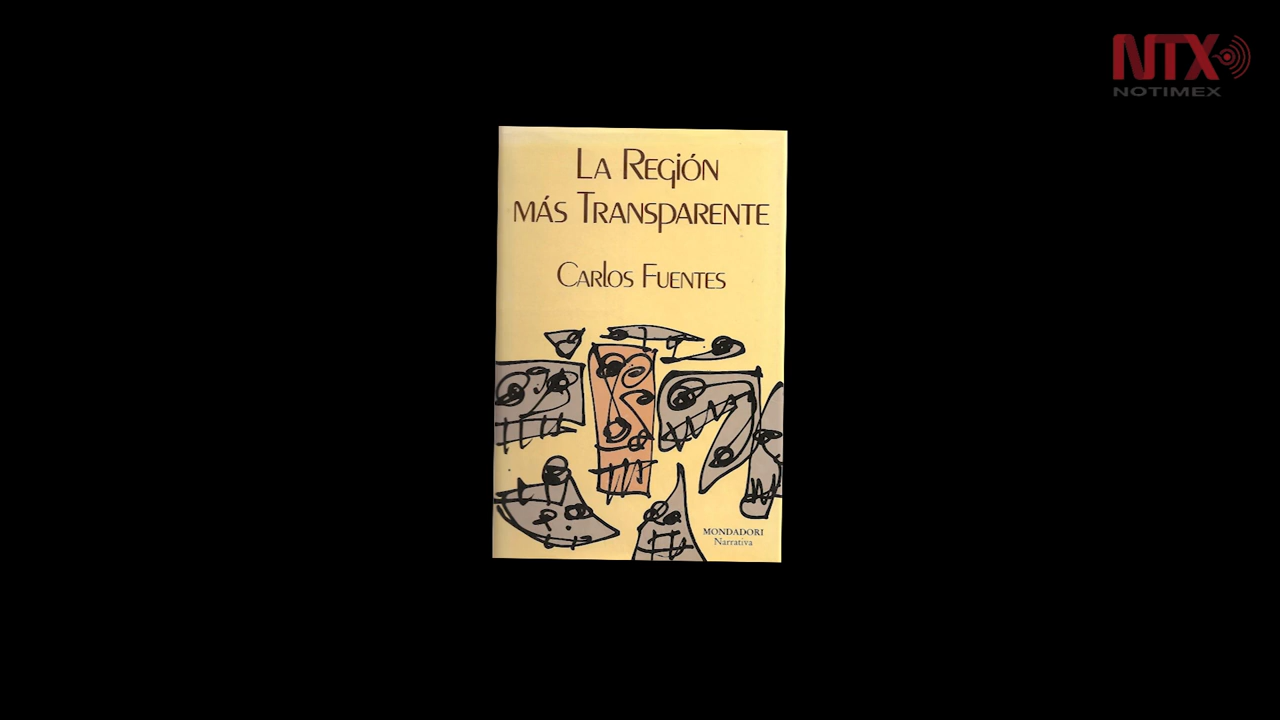 NTX
NOTIMEX
La Región
más Transparente
Carlos Fuentes
MONDADORI
Narrativa